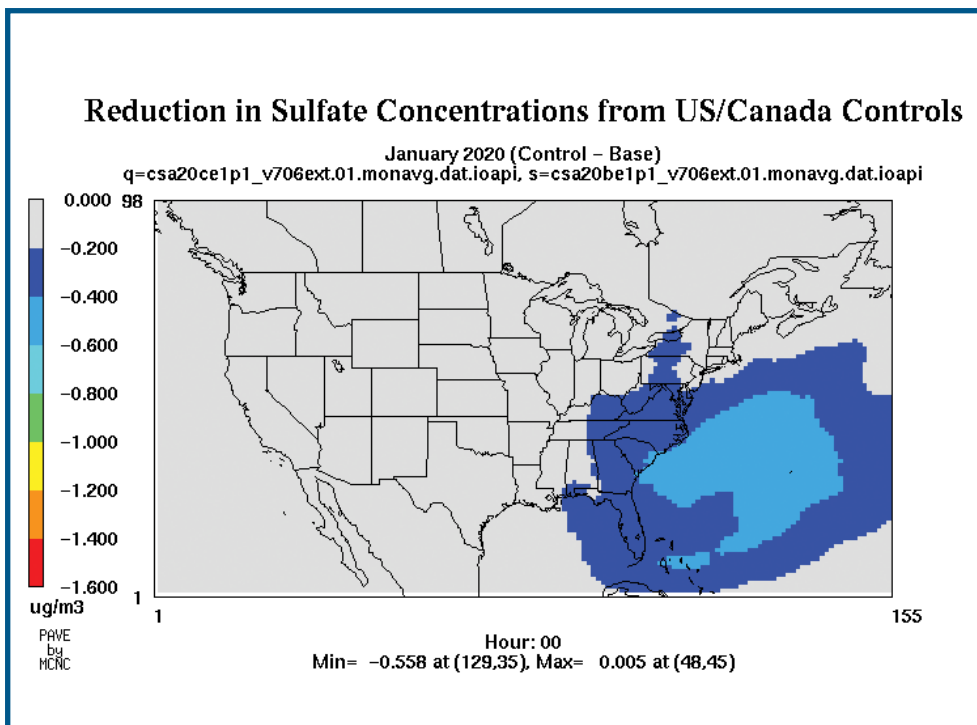 Reduction in Sulfate Concentrations from US/Canada Controls
January 2020 (Control – Base)
q=csa20ce1p1_v706ext.01.monavg.dat.ioapi, s=csa20be1p1_v706ext.01.monavg.dat.ioapi
0.000
−0.200
−0.400
−0.600
−0.800
−1.000
−1.200
−1.400
−1.600
ug/m3
PAVE
by
MCNC
98
1
1
155
Hour: 00
Min= −0.558 at (129,35), Max= 0.005 at (48,45)